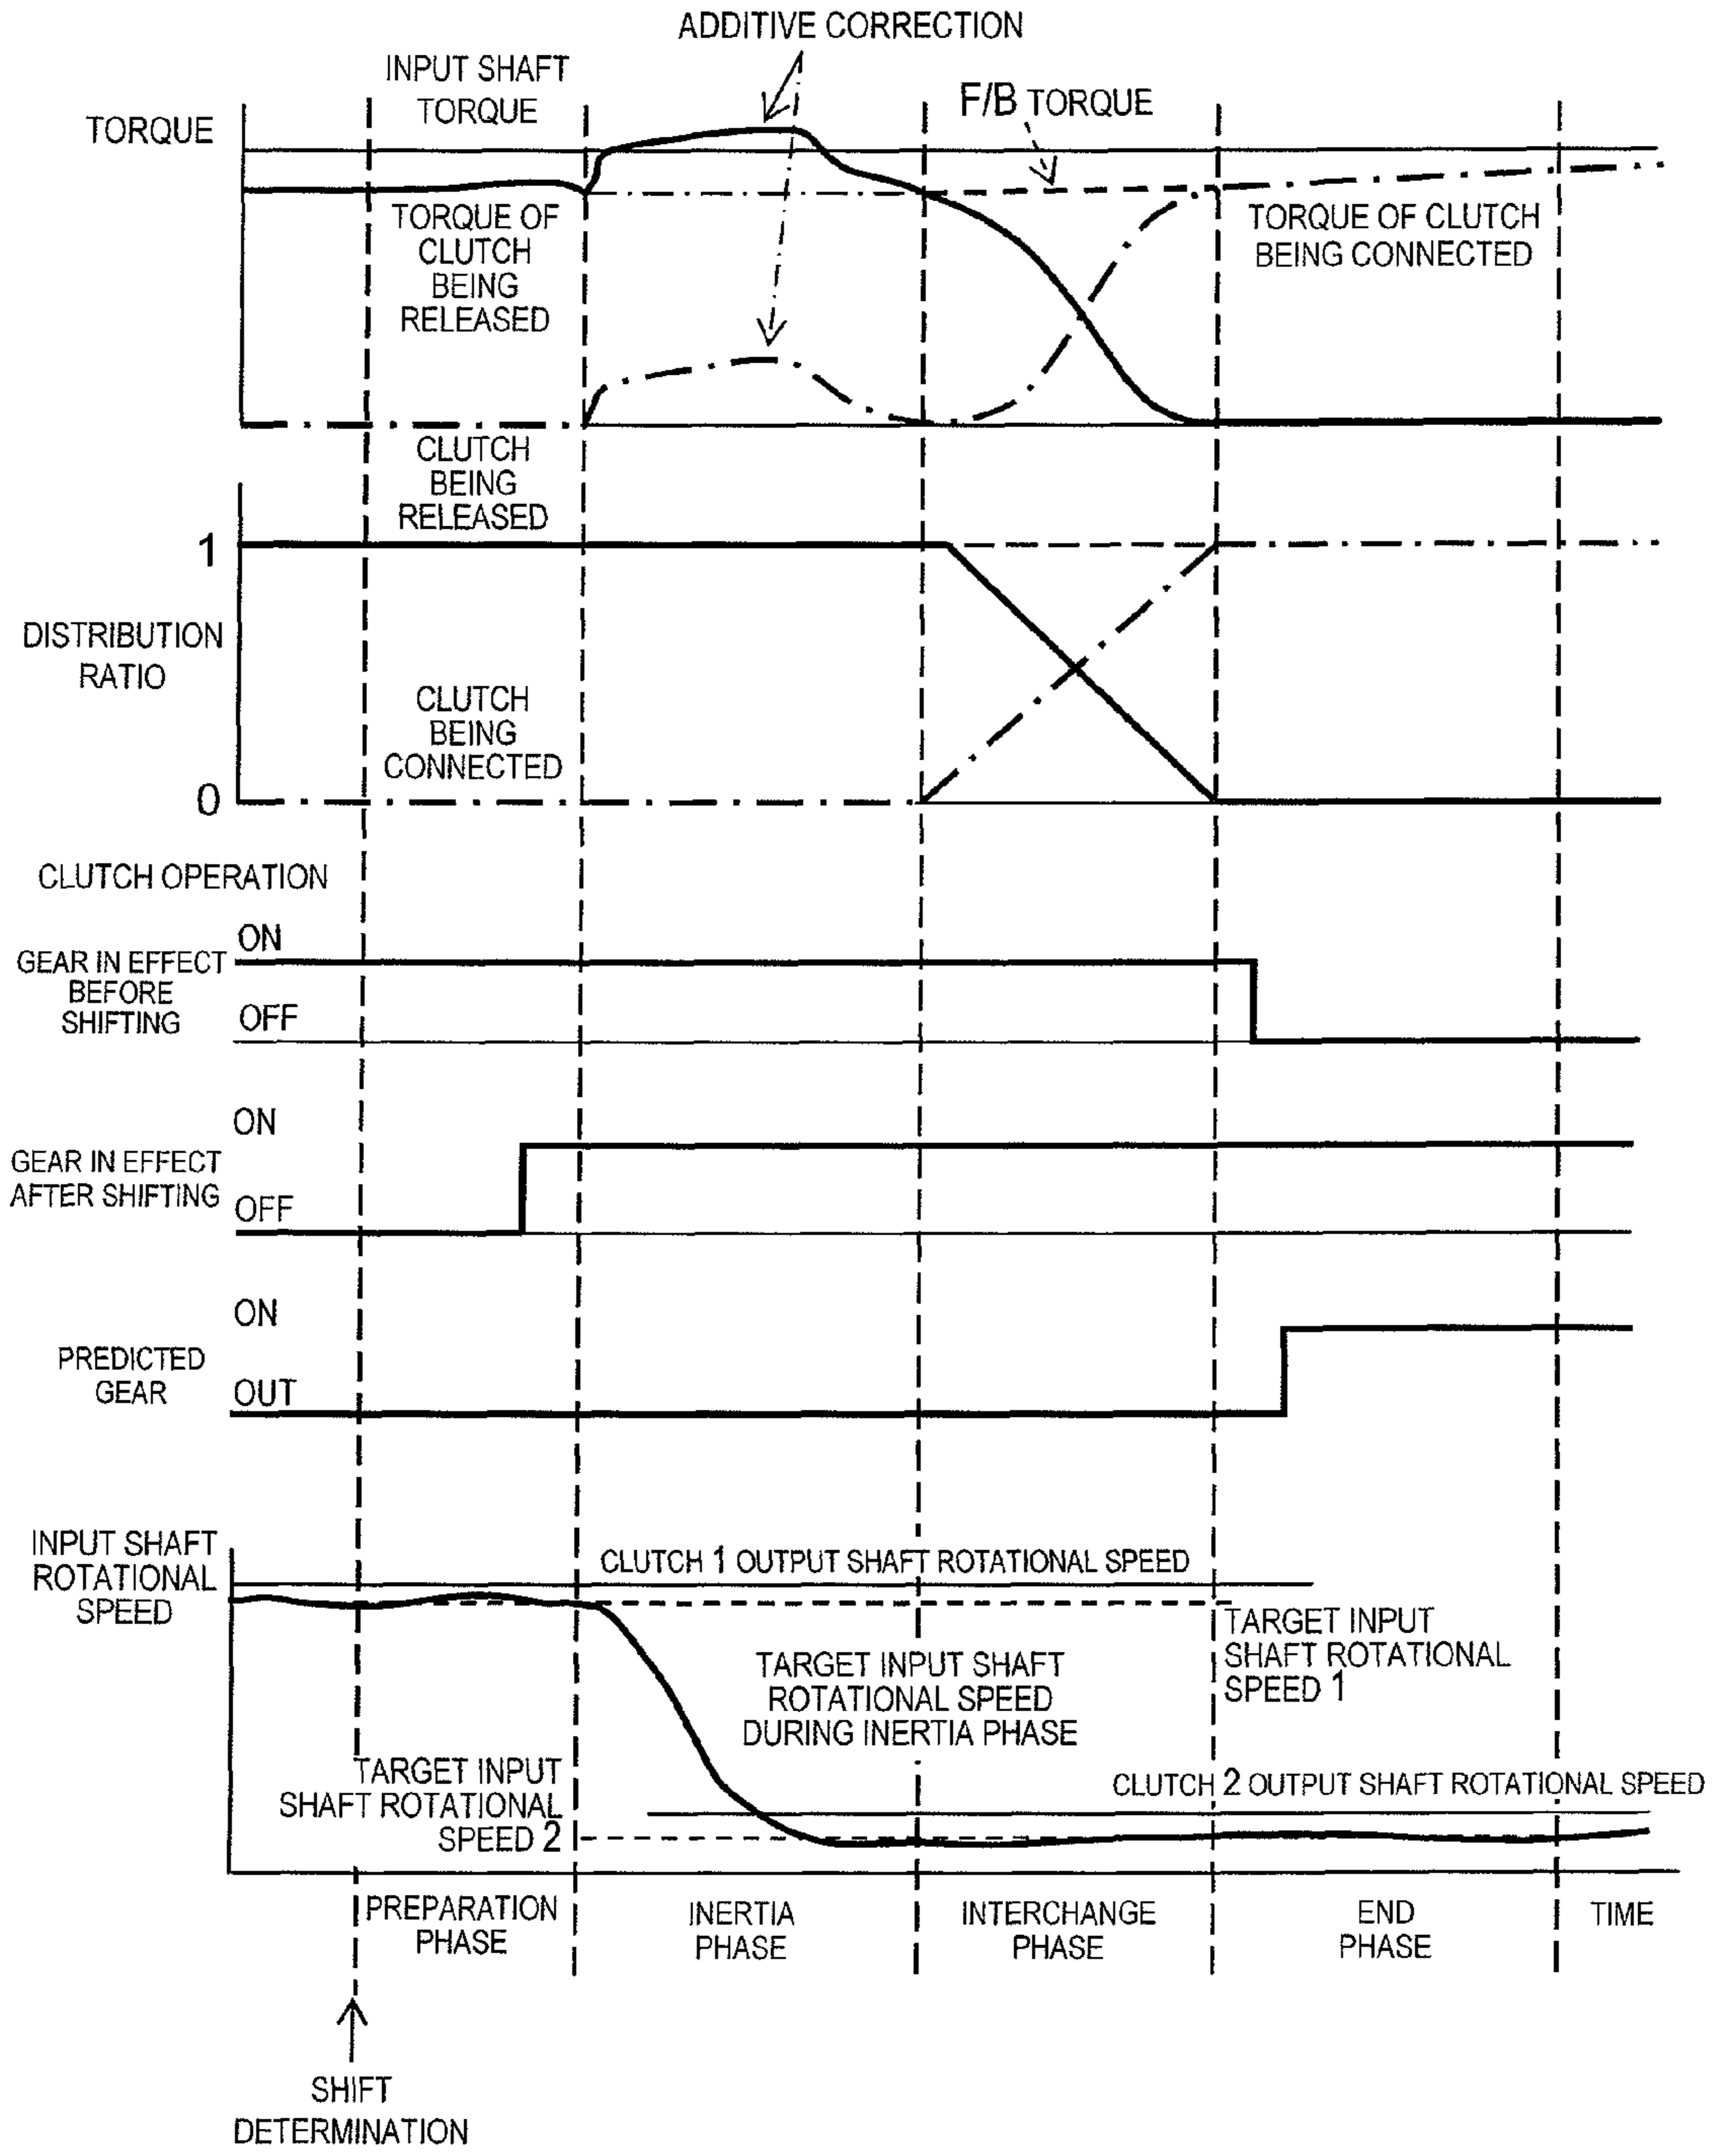 ADDITIVE CORRECTION
INPUT SHAFT
TORQUE
F/B TORQUE
TORQUE
TORQUE OF
CLUTCH
BEING
RELEASED
TORQUE OF CLUTCH
BEING CONNECTED
CLUTCH
BEING
RELEASED
1
DISTRIBUTION
RATIO
CLUTCH
BEING
CONNECTED
0
CLUTCH OPERATION
ON
GEAR IN EFFECT
BEFORE
SHIFTING
OFF
ON
GEAR IN EFFECT
AFTER SHIFTING
OFF
ON
PREDICTED
GEAR
OUT
INPUT SHAFT
ROTATIONAL
SPEED
CLUTCH 1 OUTPUT SHAFT ROTATIONAL SPEED
TARGET INPUT
SHAFT ROTATIONAL
SPEED 1
TARGET INPUT SHAFT
ROTATIONAL SPEED
DURING INERTIA PHASE
TARGET INPUT
SHAFT ROTATIONAL
SPEED 2
CLUTCH 2 OUTPUT SHAFT ROTATIONAL SPEED
PREPARATION
PHASE
INERTIA
PHASE
INTERCHANGE
PHASE
END
PHASE
TIME
SHIFT
DETERMINATION